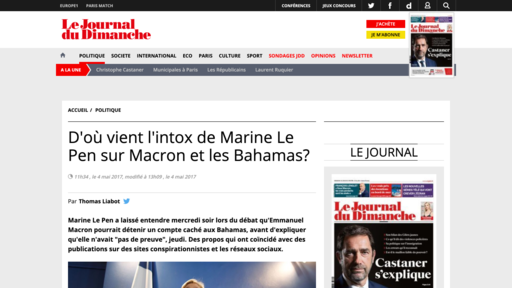 EUROPE1 PARIS MATCH
HOROSCOPE JEUX CONCOURS
Le Journal
du Dimanche
J'ACHÈTE
JE M'ABONNE
Castaner
s'explique
POLITIQUE SOCIETE INTERNATIONAL ECO PARIS CULTURE SPORT SONDAGES JDD OPINIONS NEWSLETTER
A LA UNE Christophe Castaner Municipales à Paris Les Républicains Laurent Ruquier
ACCUEIL / POLITIQUE
D'où vient l'intox de Marine Le
Pen sur Macron et les Bahamas?
11h54 , le 4 mai 2017, modifié à 13h09 , le 4 mai 2017
Par Thomas Liabot
Marine Le Pen a laissé entendre mercredi soir lors du débat qu'Emmanuel
Macron pourrait détenir un compte caché aux Bahamas, avant d'expliquer
qu'elle n'avait "pas de preuve", jeudi. Des propos qui ont coïncidé avec des
publications sur des sites conspirationnistes et les réseaux sociaux.
LE JOURNAL
Le Journal
du Dimanche
Castaner
s'explique